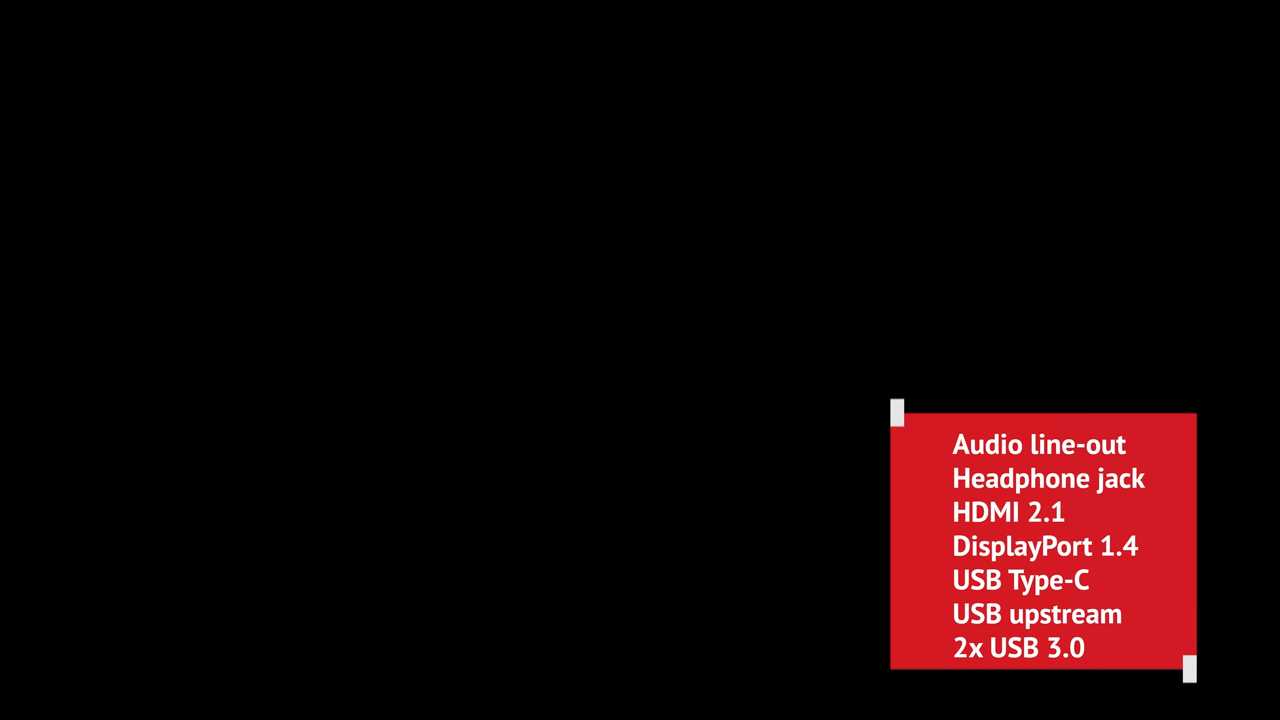 Audio line-out
Headphone jack
HDMI 2.1
DisplayPort 1.4
USB Type-C
USB upstream
2x USB 3.0